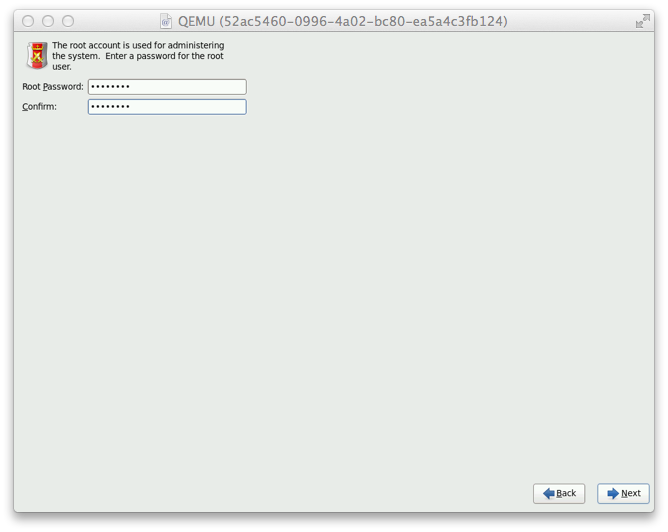 QEMU (52ac5460-0996-4a02-bc80-ea5a4c3fb124)
The root account is used for administering
the system.  Enter a password for the root
user.
Root Password: ••••••••
Confirm: ••••••••
Back Next